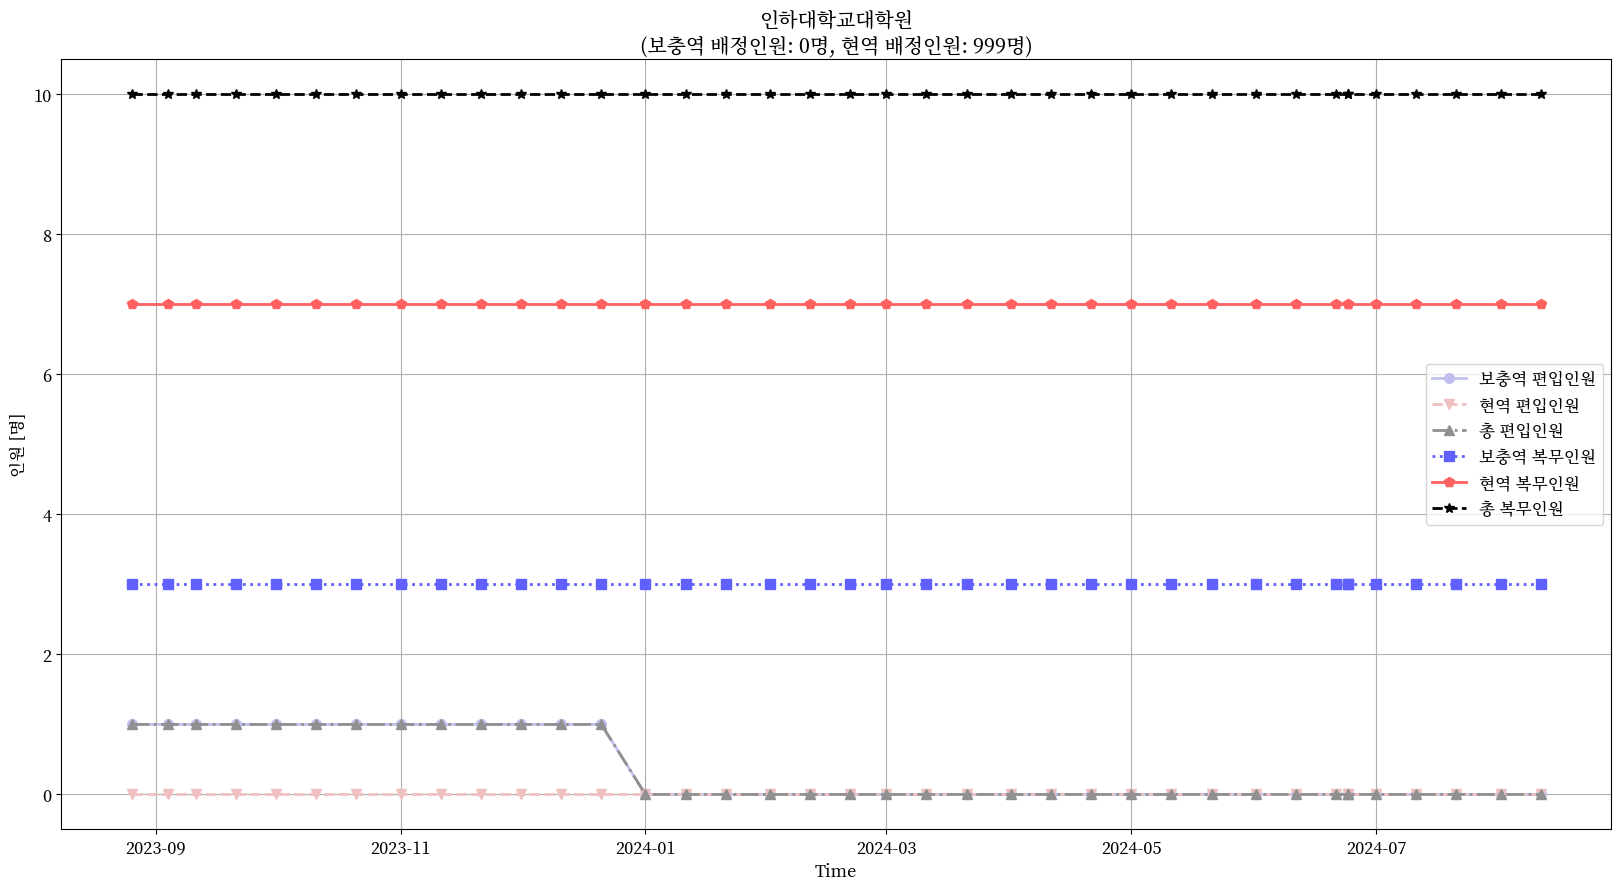 인하대학교대학원
(보충역 배정인원: 0명, 현역 배정인원: 999명)
인원 [명]
10
8
6
4
2
0
보충역 편입인원
현역 편입인원
총 편입인원
보충역 복무인원
현역 복무인원
총 복무인원
2023-09 2023-11 2024-01 2024-03 2024-05 2024-07
Time